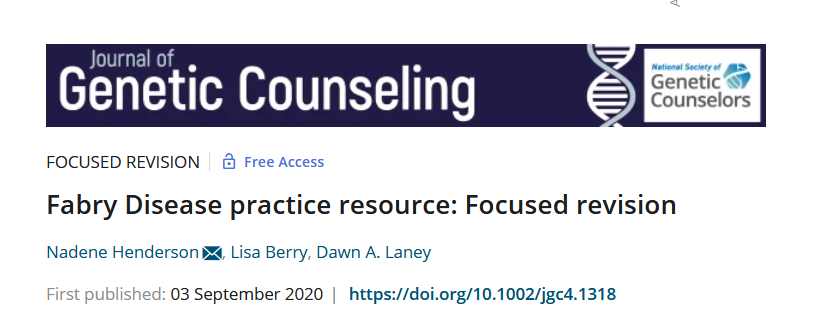 Journal of
Genetic Counseling
National Society of
Genetic
Counselors
FOCUSED REVISION
Free Access
Fabry Disease practice resource: Focused revision
Nadene Henderson, Lisa Berry, Dawn A. Laney
First published: 03 September 2020 | https://doi.org/10.1002/jgc4.1318